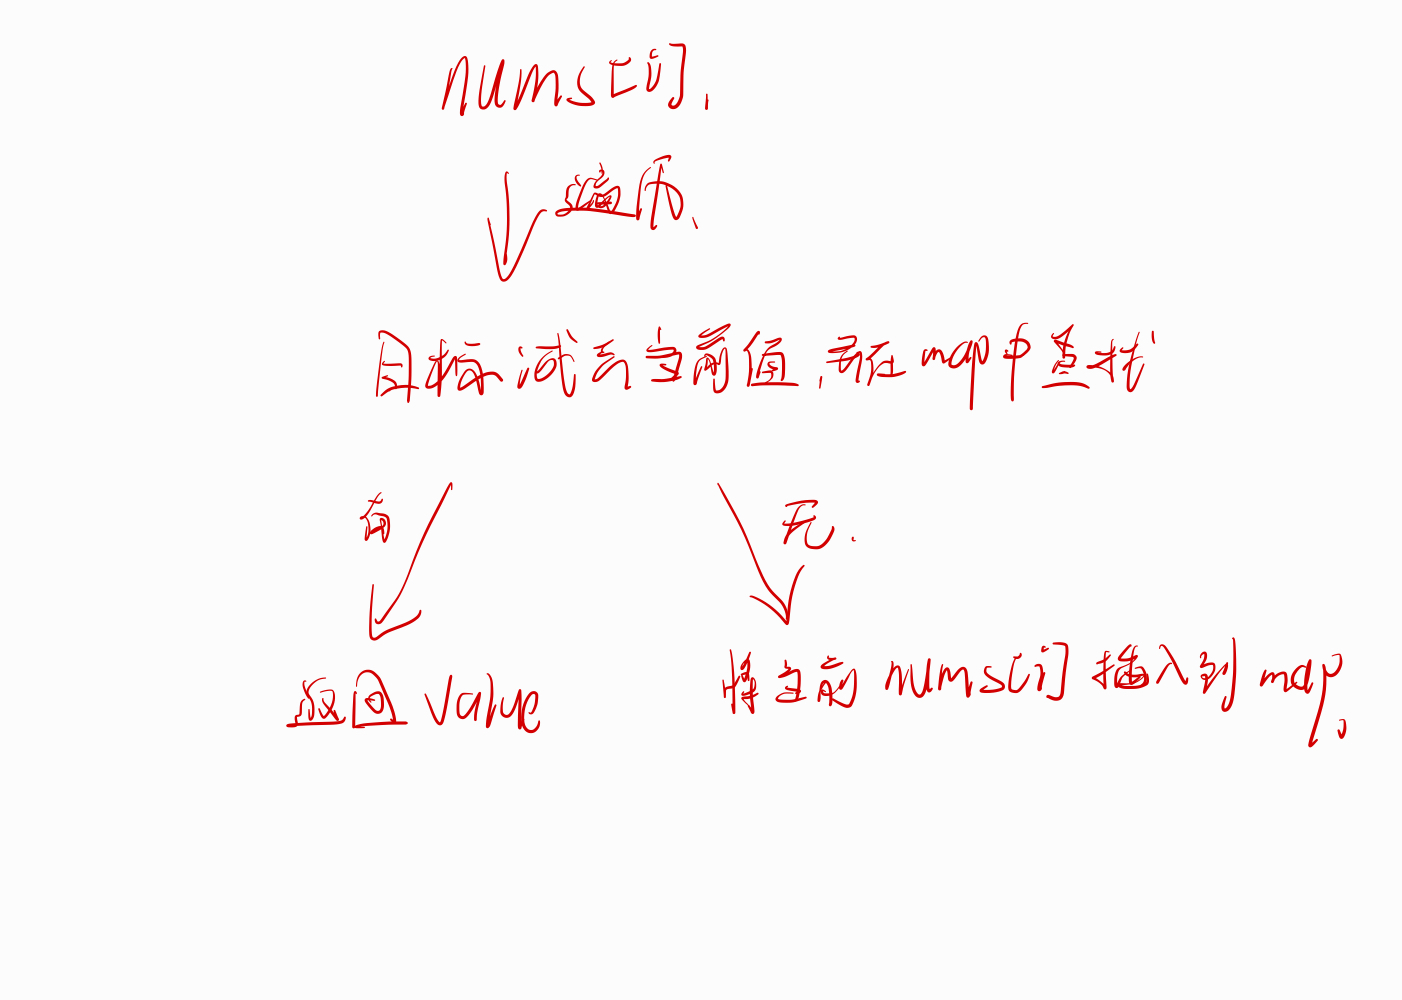 nums[i],
遍历、
目标减去当前值,再在map中查找
有
无.
返回 value
将当前 nums[i] 插入到 map。